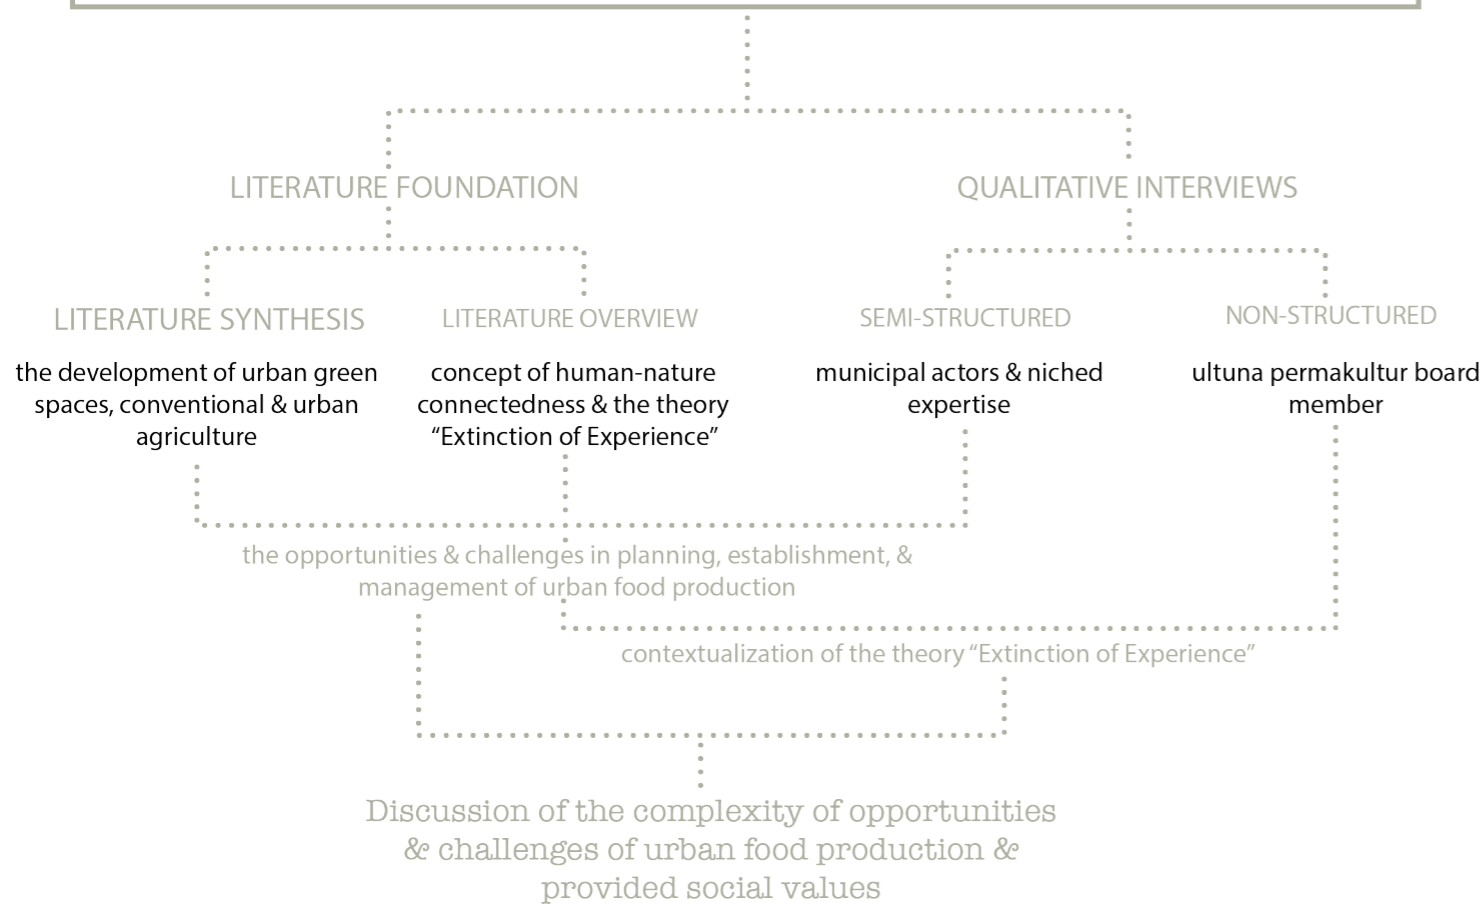 LITERATURE FOUNDATION
QUALITATIVE INTERVIEWS
LITERATURE SYNTHESIS
the development of urban green
spaces, conventional & urban
agriculture
LITERATURE OVERVIEW
concept of human-nature
connectedness & the theory
“Extinction of Experience”
SEMI-STRUCTURED
municipal actors & niched
expertise
NON-STRUCTURED
ultuna permakultur board
member
the opportunities & challenges in planning, establishment, &
management of urban food production
contextualization of the theory “Extinction of Experience”
Discussion of the complexity of opportunities
& challenges of urban food production &
provided social values